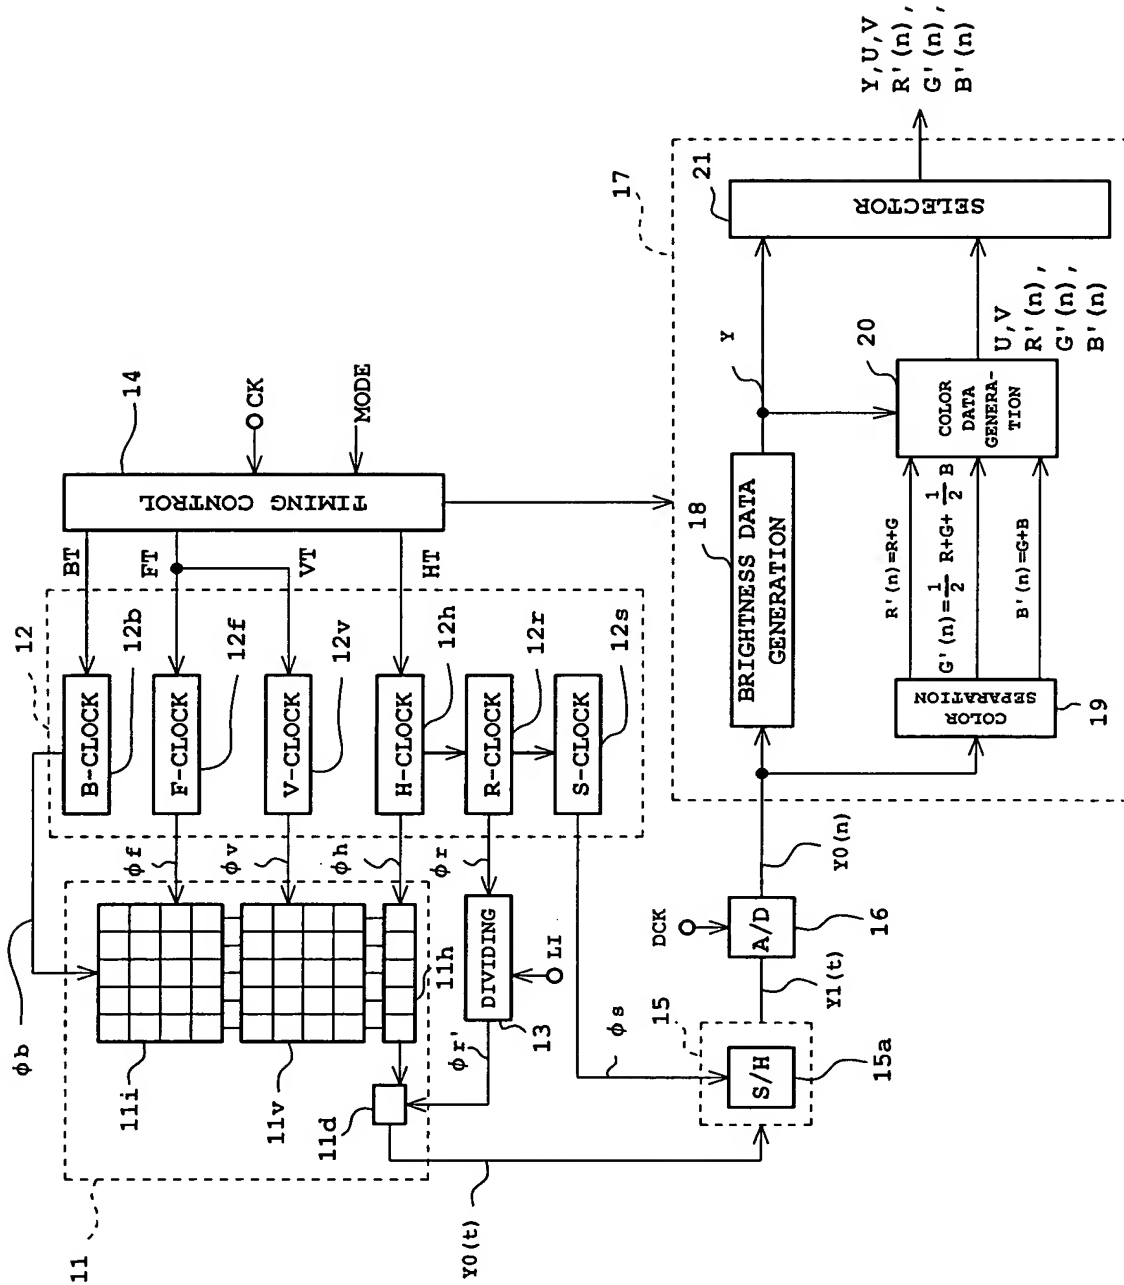 11
11i
11v
11d
11h
φb
φf
φv
φh
φr
φr'
12
B-CLOCK
12b
F-CLOCK
12f
V-CLOCK
12v
H-CLOCK
12h
R-CLOCK
12r
S-CLOCK
12s
BT
FT
VT
HT
TIMING CONTROL
14
CK
MODE
DIVIDING
13
LI
φs
Y0(t)
15
S/H
15a
Y1(t)
DCK
A/D
16
Y0(n)
17
BRIGHTNESS DATA
GENERATION
18
Y
COLOR
SEPARATION
19
R'(n)=R+G
G'(n)=1/2 R+G+1/2 B
B'(n)=G+B
COLOR
DATA
GENERA-
TION
20
U,V
R'(n),
G'(n),
B'(n)
SELECTOR
21
Y,U,V
R'(n),
G'(n),
B'(n)